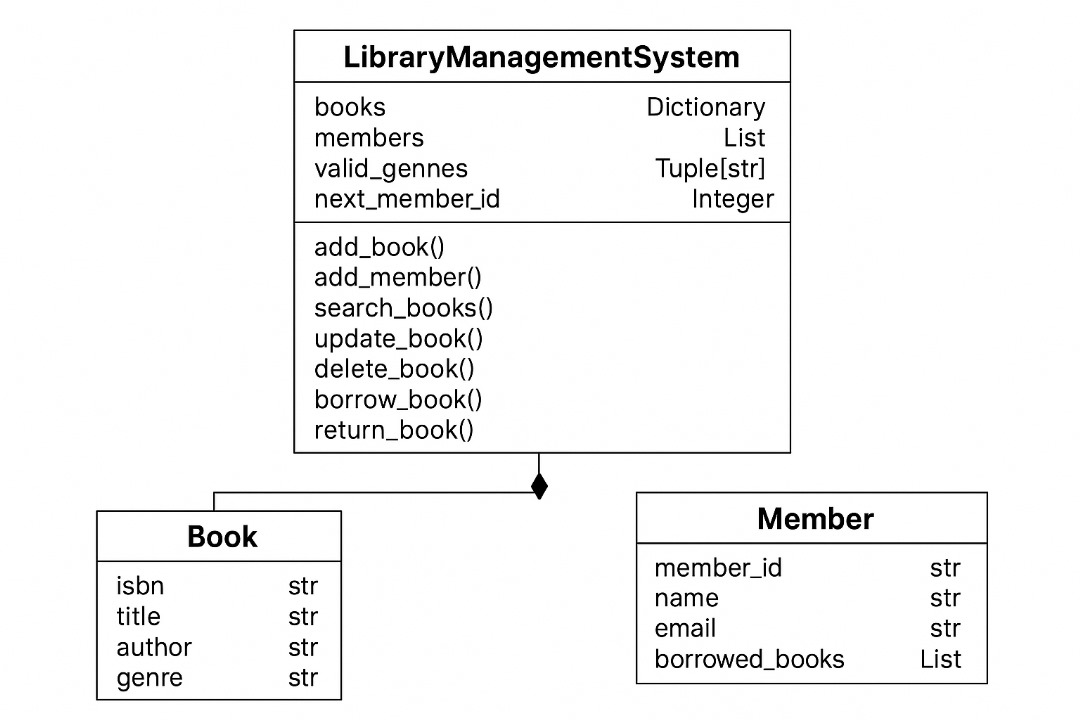 LibraryManagementSystem
books Dictionary
members List
valid_gennes Tuple[str]
next_member_id Integer
add_book()
add_member()
search_books()
update_book()
delete_book()
borrow_book()
return_book()
Book
isbn str
title str
author str
genre str
Member
member_id str
name str
email str
borrowed_books List